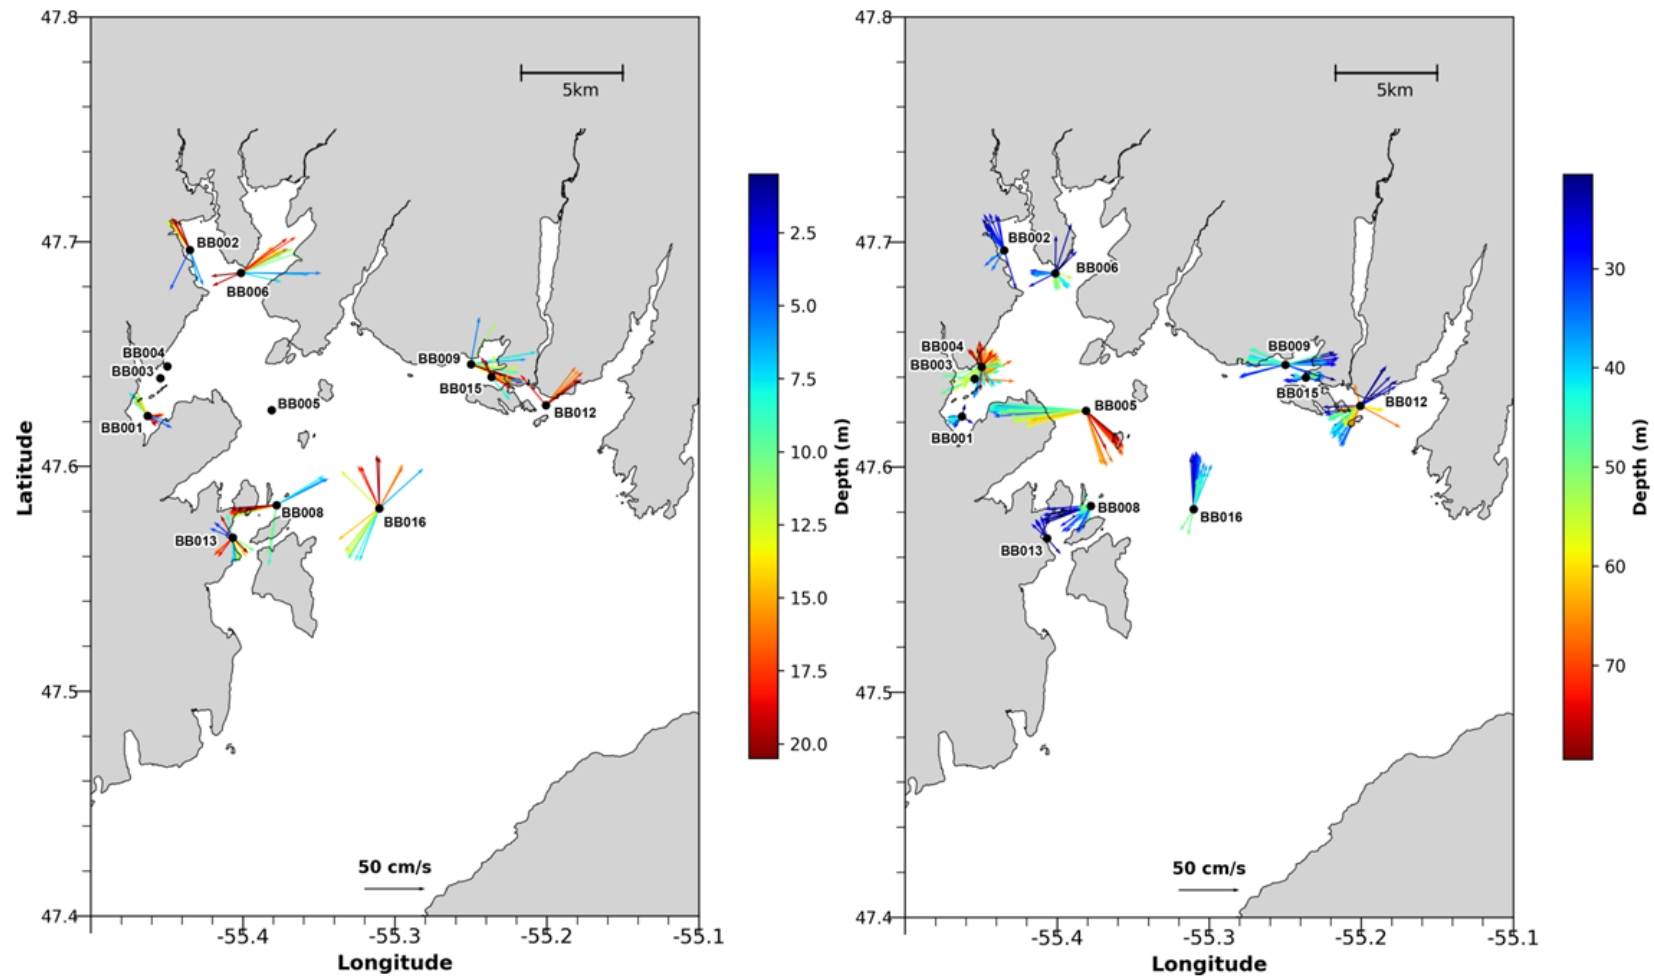 47.8
5km
BB002
47.7
BB006
BB004
BB003
BB009
BB015
BB005
BB012
BB001
47.6
BB008
BB016
BB013
47.5
50 cm/s
47.4
-55.4
-55.3
-55.2
-55.1
Latitude
Longitude
2.5
5.0
7.5
10.0
12.5
15.0
17.5
20.0
Depth (m)
47.8
5km
BB002
47.7
BB006
BB004
BB003
BB009
BB015
BB005
BB012
BB001
47.6
BB008
BB016
BB013
47.5
50 cm/s
47.4
-55.4
-55.3
-55.2
-55.1
Longitude
30
40
50
60
70
Depth (m)